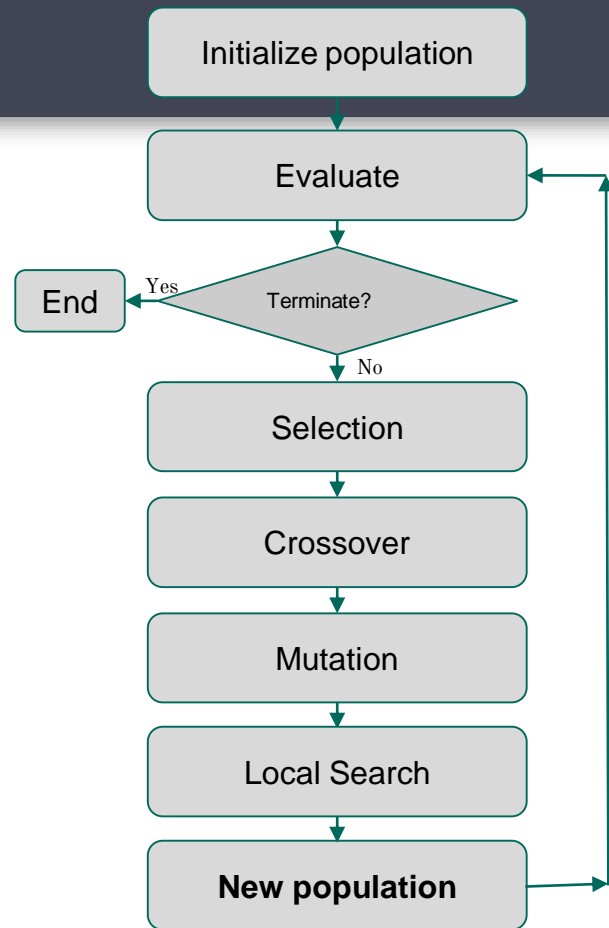 Initialize population
Evaluate
Yes
End
Terminate?
No
Selection
Crossover
Mutation
Local Search
New population